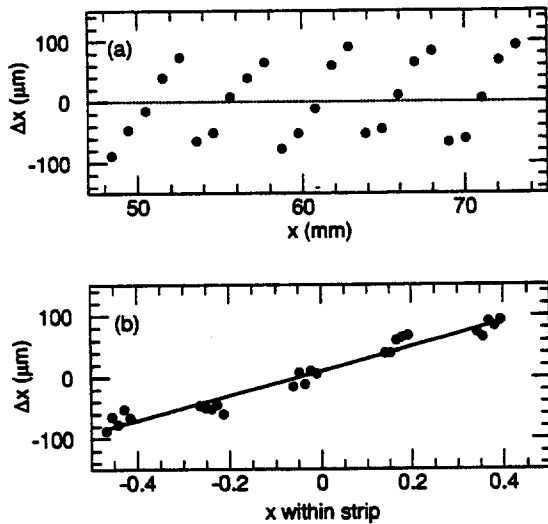 (a)
Δx (μm)
100
0
-100
50
60
70
x (mm)
(b)
Δx (μm)
100
0
-100
-0.4
-0.2
0
0.2
0.4
x within strip